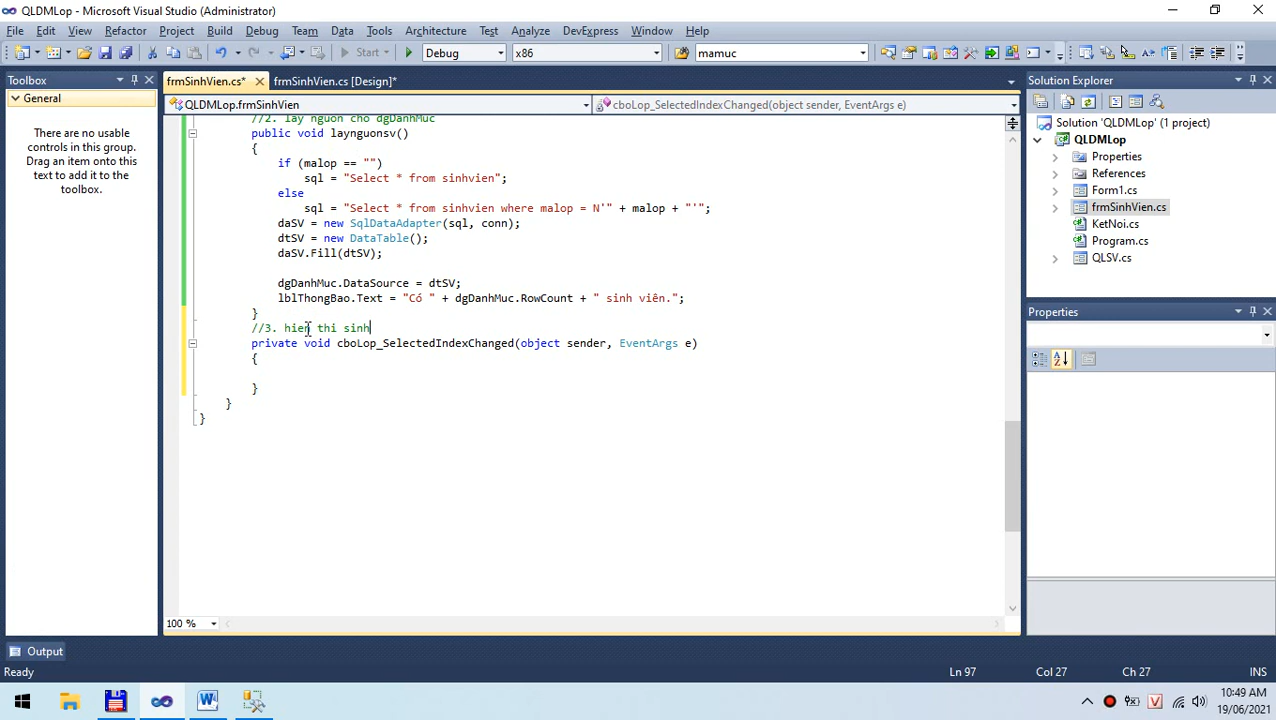 QLDMLop - Microsoft Visual Studio (Administrator)
File Edit View Refactor Project Build Debug Team Data Tools Architecture Test Analyze DevExpress Window Help
Start Debug x86 mamuc
Toolbox
General
There are no usable
controls in this group.
Drag an item onto this
text to add it to the
toolbox.
frmSinhVien.cs* frmSinhVien.cs [Design]*
QLDMLop.frmSinhVien cboLop_SelectedIndexChanged(object sender, EventArgs e)
//2. lay nguon cho dgDanhMuc
public void laynguonsv()
{
if (malop == "")
sql = "Select * from sinhvien";
else
sql = "Select * from sinhvien where malop = N'" + malop + "'";
daSV = new SqlDataAdapter(sql, conn);
dtSV = new DataTable();
daSV.Fill(dtSV);
dgDanhMuc.DataSource = dtSV;
lblThongBao.Text = "Có " + dgDanhMuc.RowCount + " sinh viên.";
}
//3. hien thi sinh
private void cboLop_SelectedIndexChanged(object sender, EventArgs e)
{
}
}
}
100 %
Solution Explorer
Solution 'QLDMLop' (1 project)
QLDMLop
Properties
References
Form1.cs
frmSinhVien.cs
KetNoi.cs
Program.cs
QLSV.cs
Properties
Output
Ready Ln 97 Col 27 Ch 27 INS
10:49 AM
19/06/2021